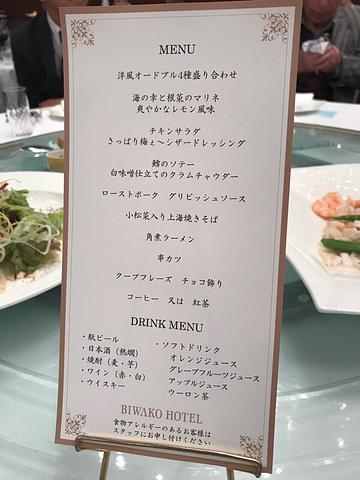 MENU
洋風オードブル4種盛り合わせ
海の幸と根菜のマリネ
爽やかなレモン風味
チキンサラダ
さっぱり梅ぇ〜シザードレッシング
鱈のソテー
白味噌仕立てのクラムチャウダー
ローストポーク グリビッシュソース
小松菜入り上海焼きそば
角煮ラーメン
串カツ
クープフレーズ チョコ飾り
コーヒー 又は 紅茶
DRINK MENU
・瓶ビール
・日本酒（熱燗）
・焼酎（麦・芋）
・ワイン（赤・白）
・ウイスキー
・ソフトドリンク
オレンジジュース
グレープフルーツジュース
アップルジュース
ウーロン茶
BIWAKO HOTEL
食物アレルギーのあるお客様は
スタッフにお申し付けください